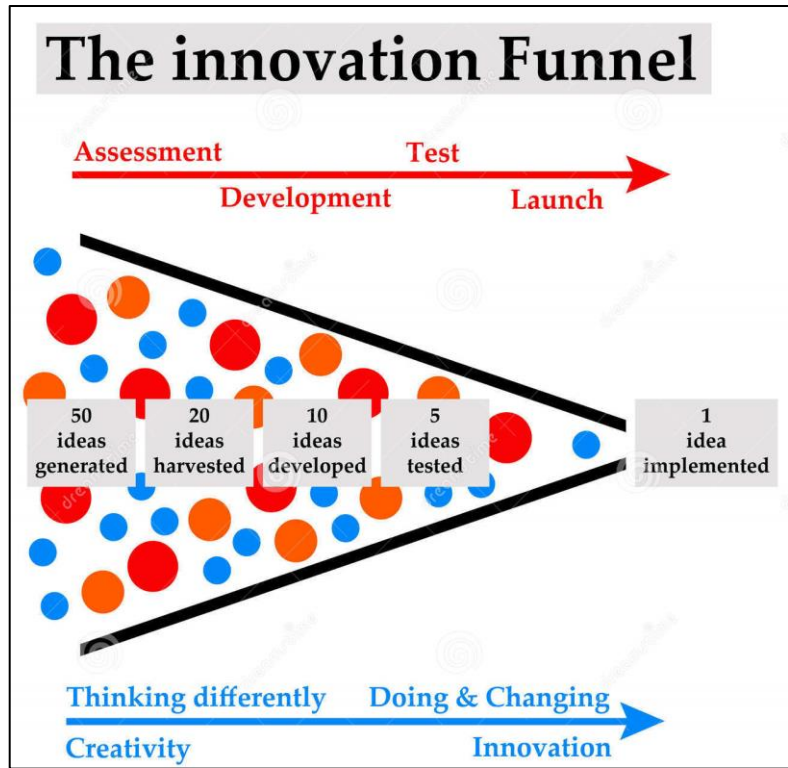 The innovation Funnel
Assessment Test
Development Launch
50 ideas generated
20 ideas harvested
10 ideas developed
5 ideas tested
1 idea implemented
Thinking differently Doing & Changing
Creativity Innovation